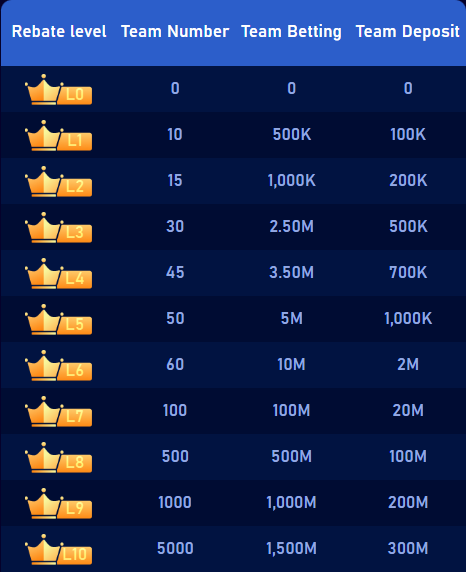 Rebate level Team Number Team Betting Team Deposit
L0 0 0 0
L1 10 500K 100K
L2 15 1,000K 200K
L3 30 2.50M 500K
L4 45 3.50M 700K
L5 50 5M 1,000K
L6 60 10M 2M
L7 100 100M 20M
L8 500 500M 100M
L9 1000 1,000M 200M
L10 5000 1,500M 300M